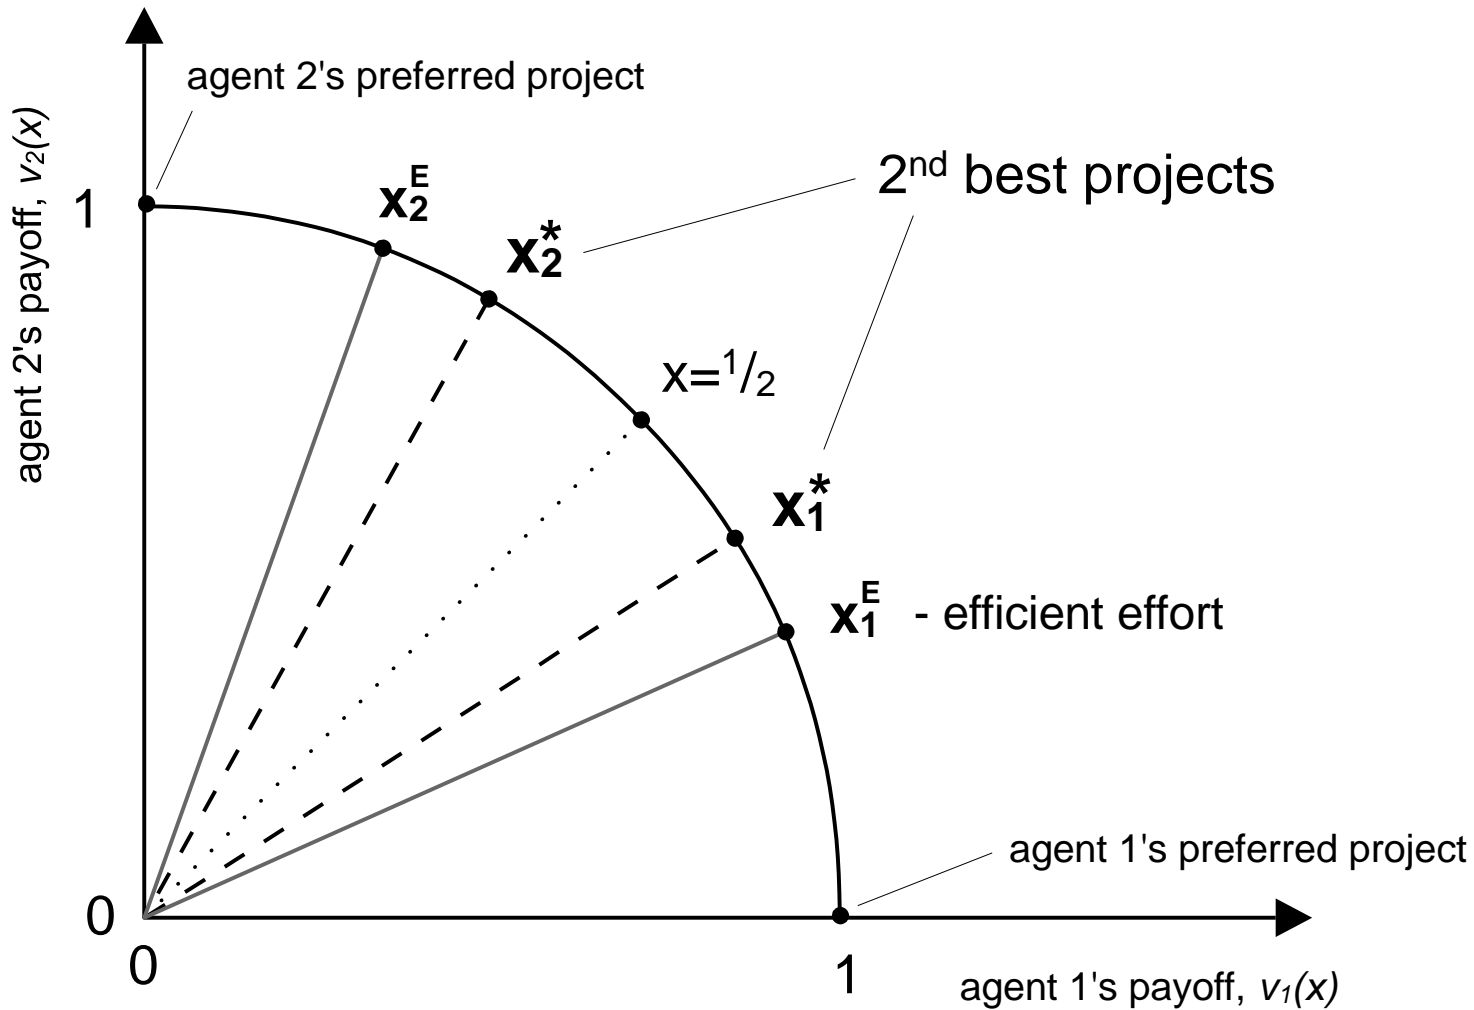 agent 2's preferred project
agent 2's payoff, v₂(x)
1
x₂ᴱ
x₂*
2ⁿᵈ best projects
x=¹/₂
x₁*
x₁ᴱ - efficient effort
agent 1's preferred project
0
0
1
agent 1's payoff, v₁(x)